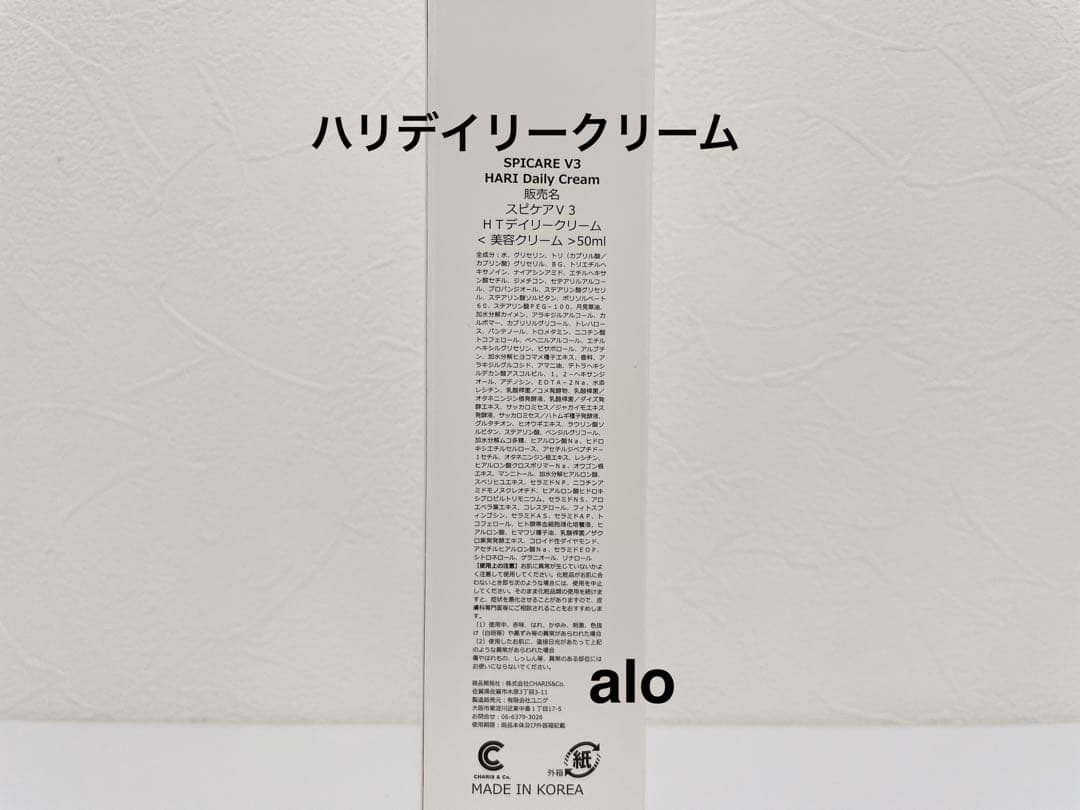 ハリデイリークリーム
SPICARE V3
HARI Daily Cream
販売名
スピケアV３
ＨＴデイリークリーム
< 美容クリーム >50ml
全成分：水、グリセリン、トリ（カプリル酸／
カプリン酸）グリセリル、ＢＧ、トリエチルヘ
キサノイン、ナイアシンアミド、エチルヘキサ
ン酸セチル、ジメチコン、セテアリルアルコー
ル、プロパンジオール、ステアリン酸グリセリ
ル、ステアリン酸ソルビタン、ポリソルベート
６０、ステアリン酸ＰＥＧ－１００、月見草油、
加水分解カイメン、アラキジルアルコール、カ
ルボマー、カプリリルグリコール、トレハロー
ス、パンテノール、トロメタミン、ニコチン酸
トコフェロール、ベヘニルアルコール、エチル
ヘキシルグリセリン、ビサボロール、アルブチ
ン、加水分解ヒヨコマメ種子エキス、香料、ア
ラキジルグルコシド、アマニ油、テトラヘキシ
ルデカン酸アスコルビル、１，２－ヘキサンジ
オール、アデノシン、ＥＤＴＡ－２Ｎａ、水添
レシチン、乳酸桿菌／コメ発酵物、乳酸桿菌／
オタネニンジン根発酵液、乳酸桿菌／ダイズ発
酵エキス、サッカロミセス／ジャガイモエキス
発酵液、サッカロミセス／ハトムギ種子発酵液、
グルタチオン、ヒオウギエキス、ラウリン酸ソ
ルビタン、ステアリン酸、ペンジルグリコール、
加水分解ムコ多糖、ヒアルロン酸Ｎａ、ヒドロ
キシエチルセルロース、アセチルジペプチド－
１セチル、オタネニンジン根エキス、レシチン、
ヒアルロン酸クロスポリマーＮａ、オウゴン根
エキス、マンニトール、加水分解ヒアルロン酸、
スベリヒユエキス、セラミドＮＰ、ニコチンア
ミドモノヌクレオチド、ヒアルロン酸ヒドロキ
シプロピルトリモニウム、セラミドＮＳ、アロ
エベラ葉エキス、コレステロール、フィトスフ
ィンゴシン、セラミドＡＳ、セラミドＡＰ、ト
コフェロール、ヒト臍帯血細胞順化培養液、ヒ
アルロン酸、ヒマワリ種子油、乳酸桿菌／ザク
ロ果実発酵エキス、コロイド性ダイヤモンド、
アセチルヒアルロン酸Ｎａ、セラミドＥＯＰ、
シトロネロール、ゲラニオール、リナロール
【使用上の注意】お肌に異常が生じていないかよ
く注意して使用してください。化粧品がお肌に合
わないとき即ち次のような場合には、使用を中止
してください。そのまま化粧品類の使用を続けま
すと、症状を悪化させることがありますので、皮
膚科専門医等にご相談されることをおすすめしま
す。
（1）使用中、赤味、はれ、かゆみ、刺激、色抜
け（白斑等）や黒ずみ等の異常があらわれた場合
（2）使用したお肌に、直接日光があたって上記
のような異常があらわれた場合
傷やはれもの、しっしん等、異常のある部位には
お使いにならないでください。
alo
商品開発社：株式会社CHARIS&Co.
佐賀県佐賀市木原3丁目3-11
製造販売元：有限会社ユニゲ
大阪市東淀川区東中島１丁目17-5
お問合せ：06-6379-3026
使用期限：商品本体及び外装箱記載
CHARIS & Co.
外箱
紙
MADE IN KOREA